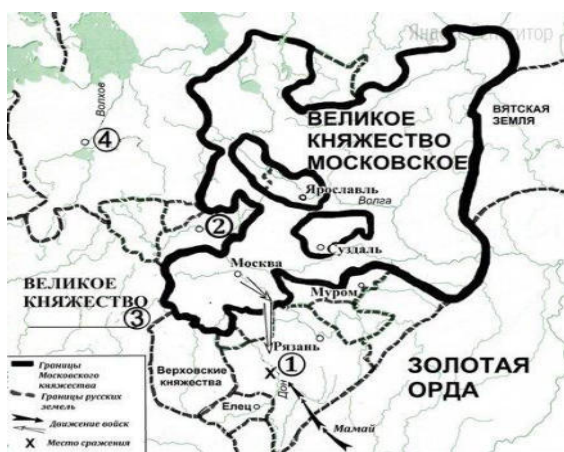 Волхов
④
ВЕЛИКОЕ
КНЯЖЕСТВО
МОСКОВСКОЕ
ВЯТСКАЯ
ЗЕМЛЯ
Ярославль
Волга
②
Суздаль
Москва
ВЕЛИКОЕ
КНЯЖЕСТВО
③
Муром
Рязань
①
ЗОЛОТАЯ
ОРДА
Верховские
княжества
Дон
Елец
Мамай
Границы
Московского
княжества
Границы русских
земель
Движение войск
X Место сражения
X